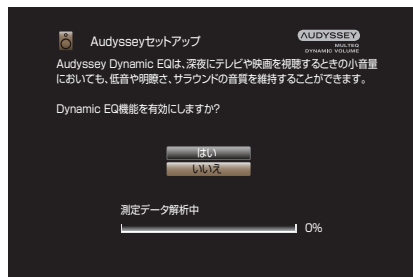 Audysseyセットアップ
AUDYSSEY
MULTEQ
DYNAMIC VOLUME
Audyssey Dynamic EQは、深夜にテレビや映画を視聴するときの小音量
においても、低音や明瞭さ、サラウンドの音質を維持することができます。
Dynamic EQ機能を有効にしますか?
はい
いいえ
測定データ解析中
0%